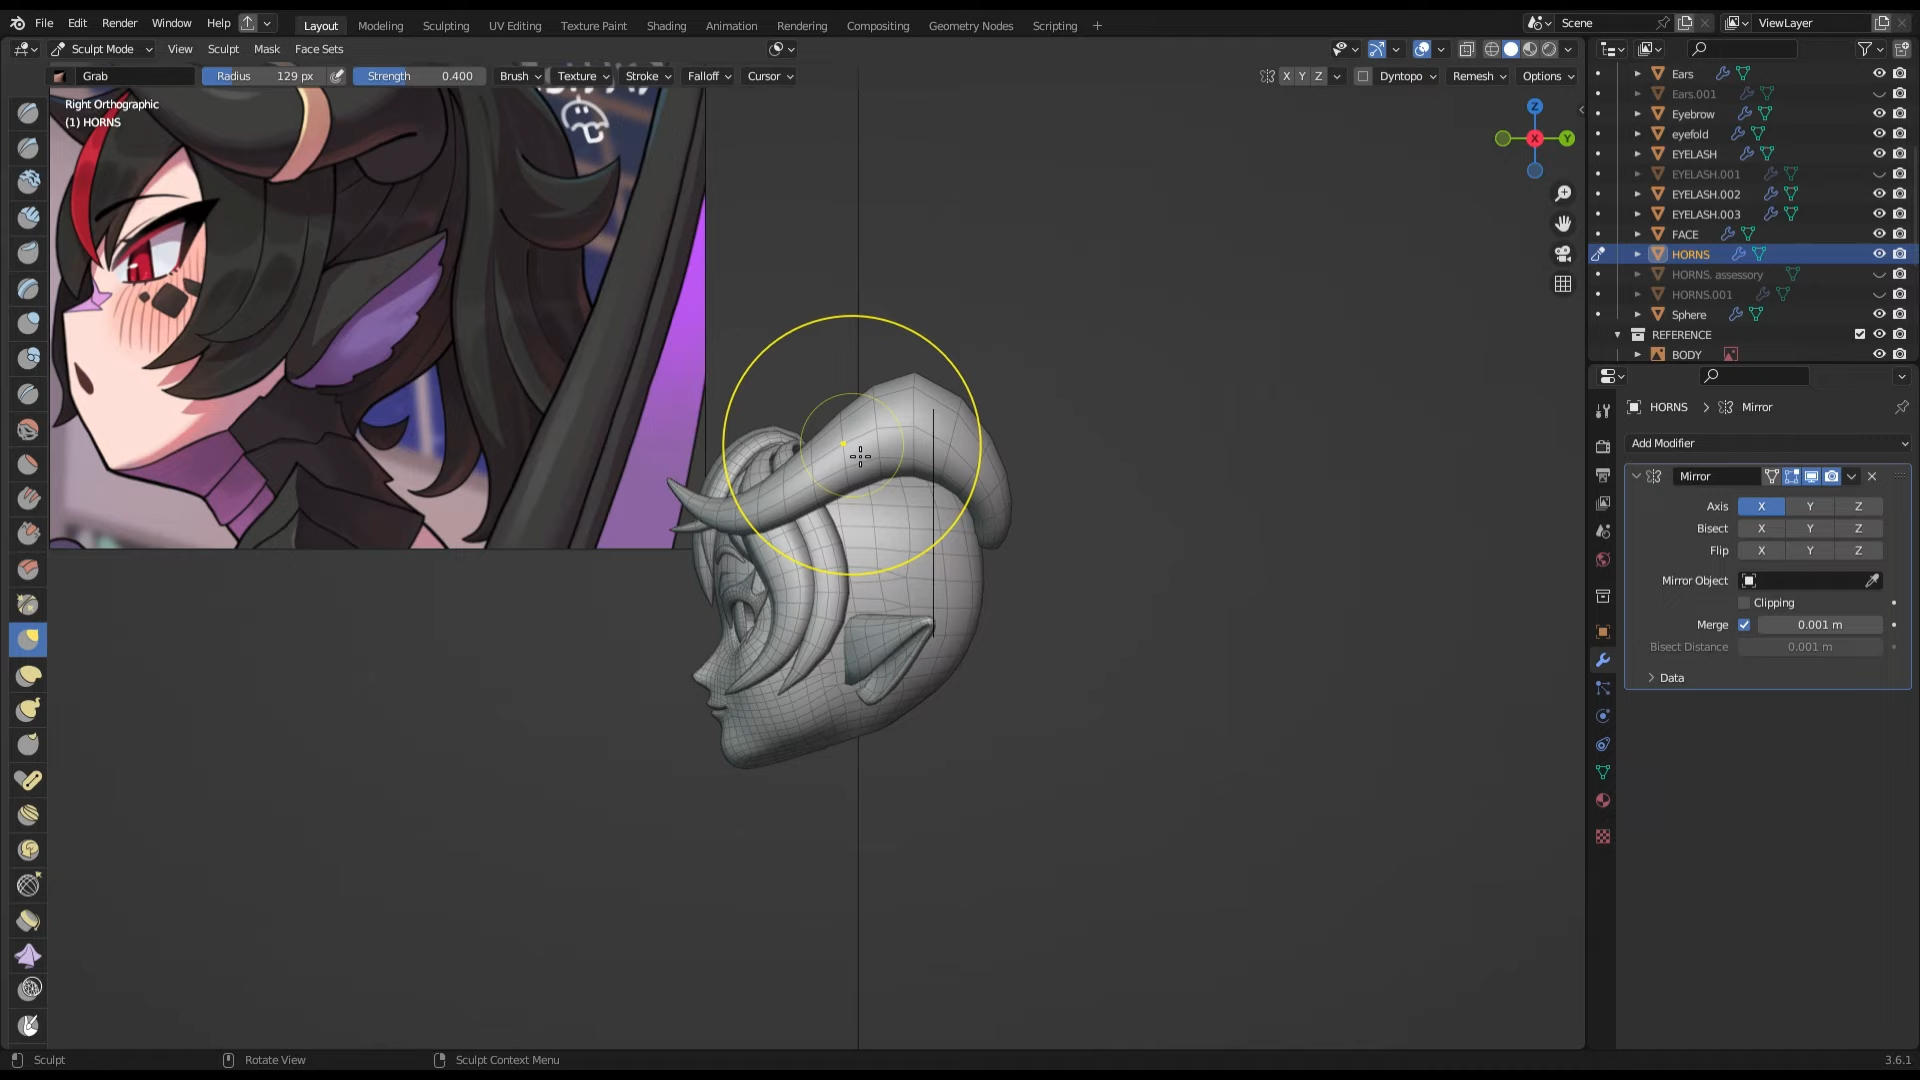 File Edit Render Window Help Layout Modeling Sculpting UV Editing Texture Paint Shading Animation Rendering Compositing Geometry Nodes Scripting + Scene ViewLayer
Sculpt Mode View Sculpt Mask Face Sets
Grab Radius 129 px Strength 0.400 Brush Texture Stroke Falloff Cursor X Y Z Dyntopo Remesh Options
Right Orthographic
(1) HORNS
Z
X
Y
Ears
Ears.001
Eyebrow
eyefold
EYELASH
EYELASH.001
EYELASH.002
EYELASH.003
FACE
HORNS
HORNS. assessory
HORNS.001
Sphere
REFERENCE
BODY
HORNS > Mirror
Add Modifier
Mirror
Axis X Y Z
Bisect X Y Z
Flip X Y Z
Mirror Object
Clipping
Merge 0.001 m
Bisect Distance 0.001 m
Data
Sculpt Rotate View Sculpt Context Menu 3.6.1